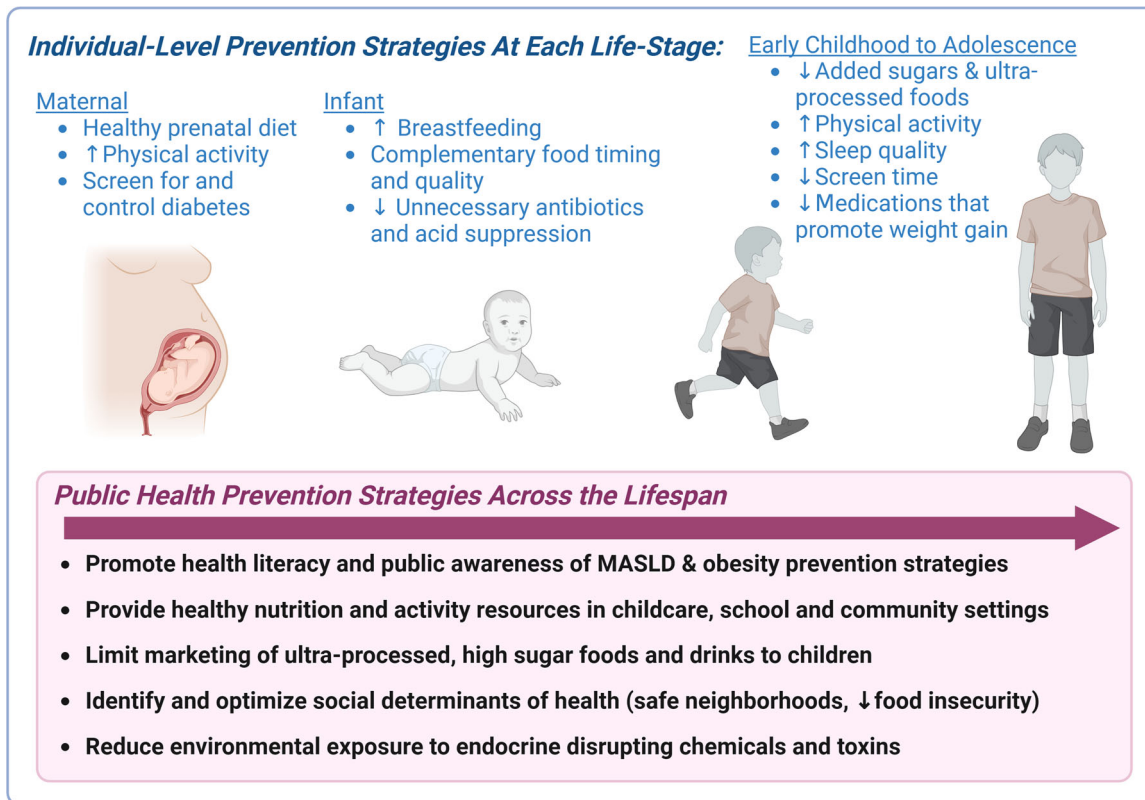 Individual-Level Prevention Strategies At Each Life-Stage:
Maternal
• Healthy prenatal diet
• ↑Physical activity
• Screen for and
control diabetes
Infant
• ↑ Breastfeeding
• Complementary food timing
and quality
• ↓ Unnecessary antibiotics
and acid suppression
Early Childhood to Adolescence
• ↓Added sugars & ultra-
processed foods
• ↑Physical activity
• ↑Sleep quality
• ↓Screen time
• ↓Medications that
promote weight gain
Public Health Prevention Strategies Across the Lifespan
• Promote health literacy and public awareness of MASLD & obesity prevention strategies
• Provide healthy nutrition and activity resources in childcare, school and community settings
• Limit marketing of ultra-processed, high sugar foods and drinks to children
• Identify and optimize social determinants of health (safe neighborhoods, ↓food insecurity)
• Reduce environmental exposure to endocrine disrupting chemicals and toxins